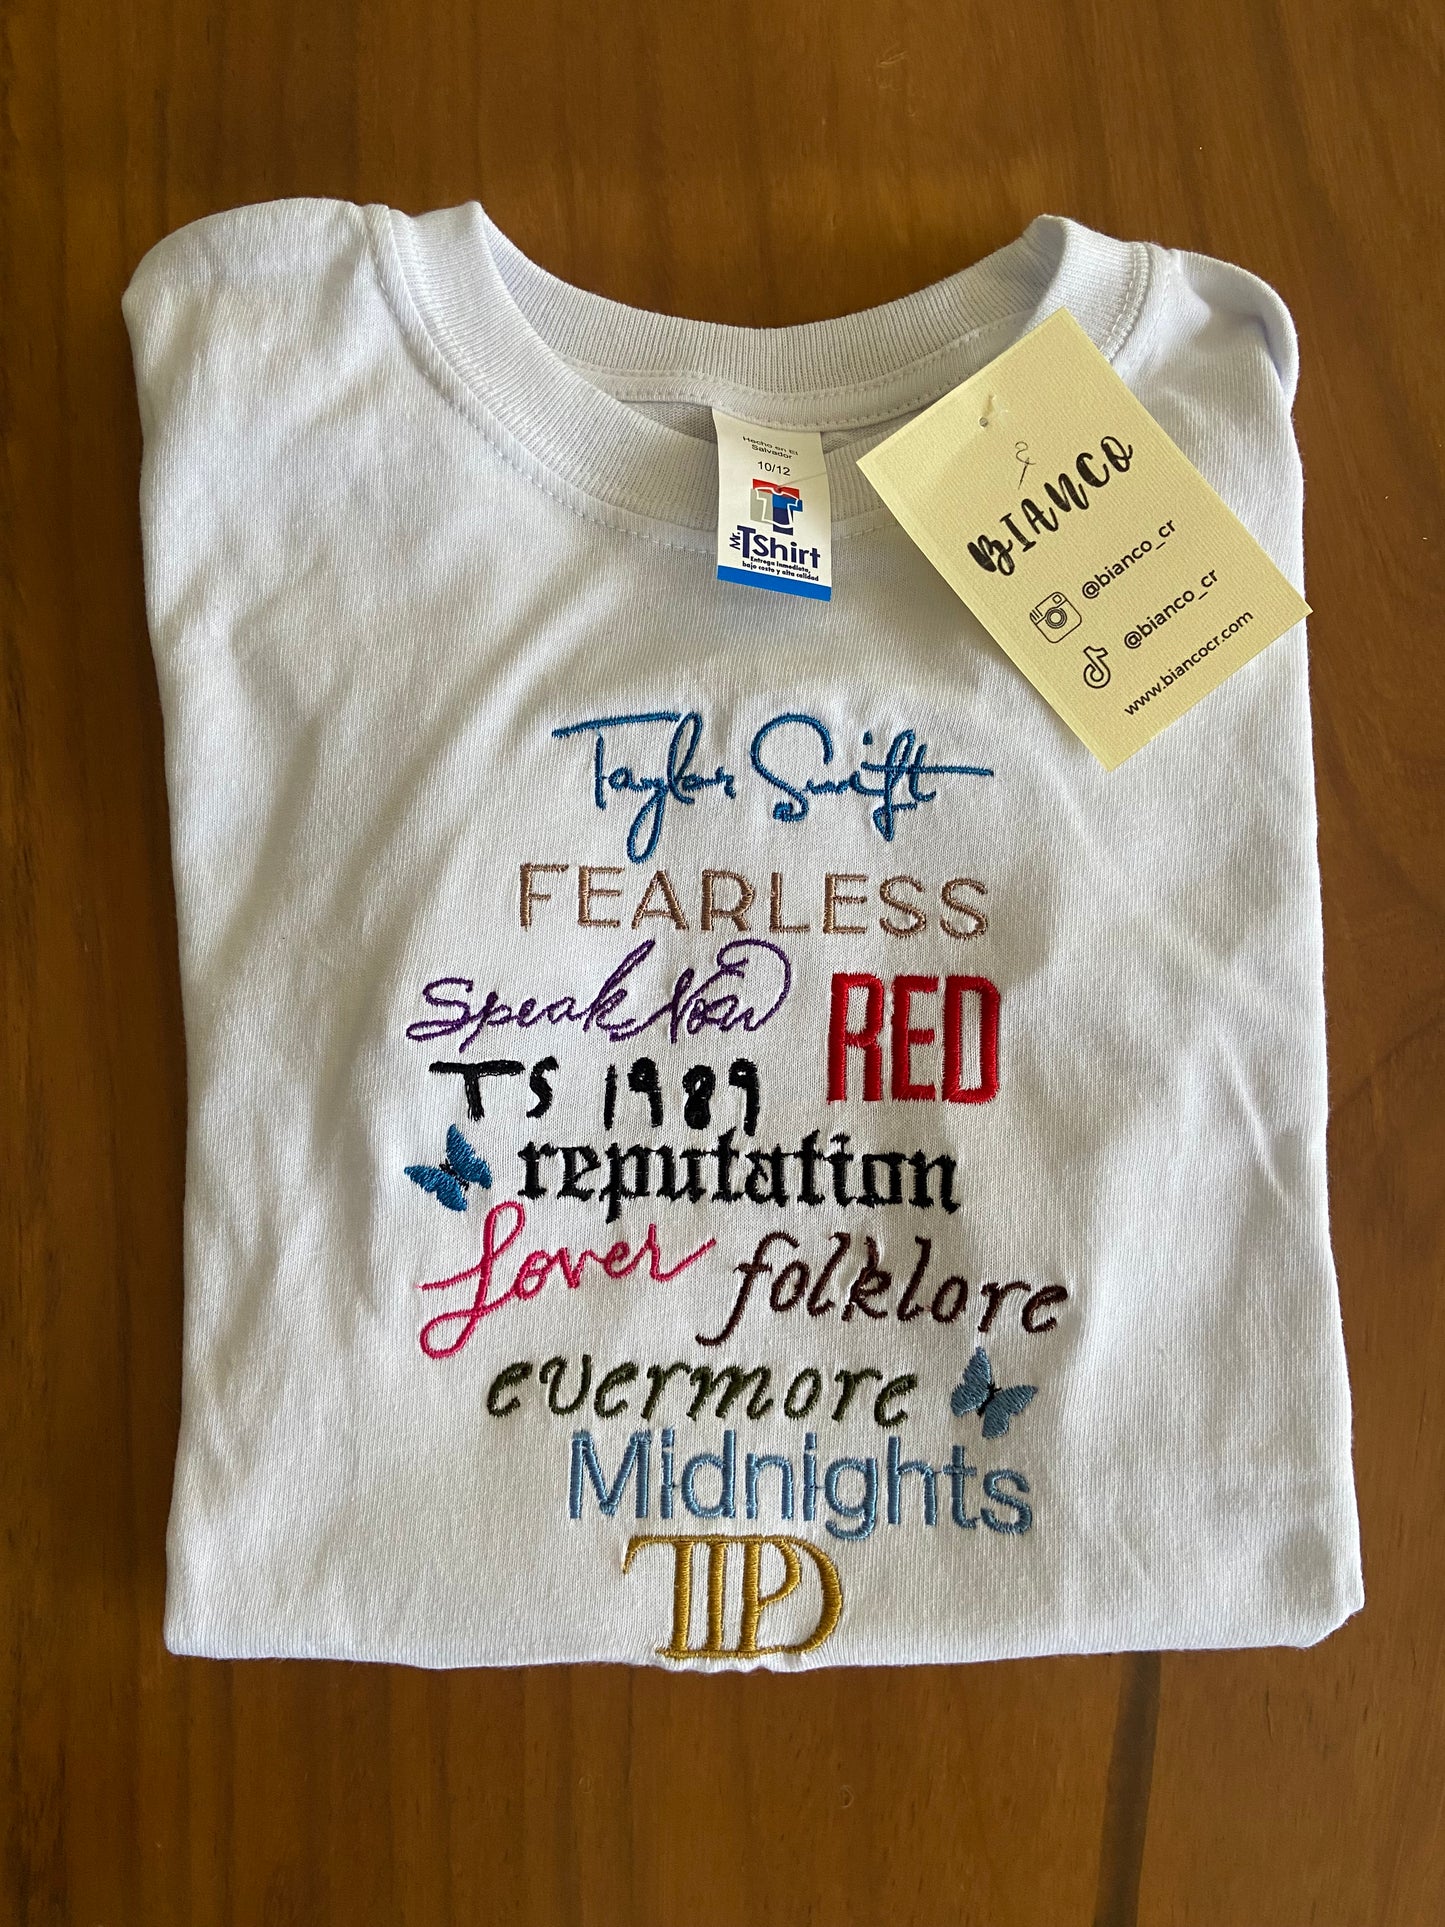 Hecho en El
Salvador
10/12
Mr. TShirt
Entrega inmediata,
bajo costo y alta calidad
BIANCO
@bianco_cr
@bianco_cr
www.biancocr.com
Taylor Swift
FEARLESS
Speak Now
RED
TS 1989
reputation
Lover
folklore
evermore
Midnights
TTPD